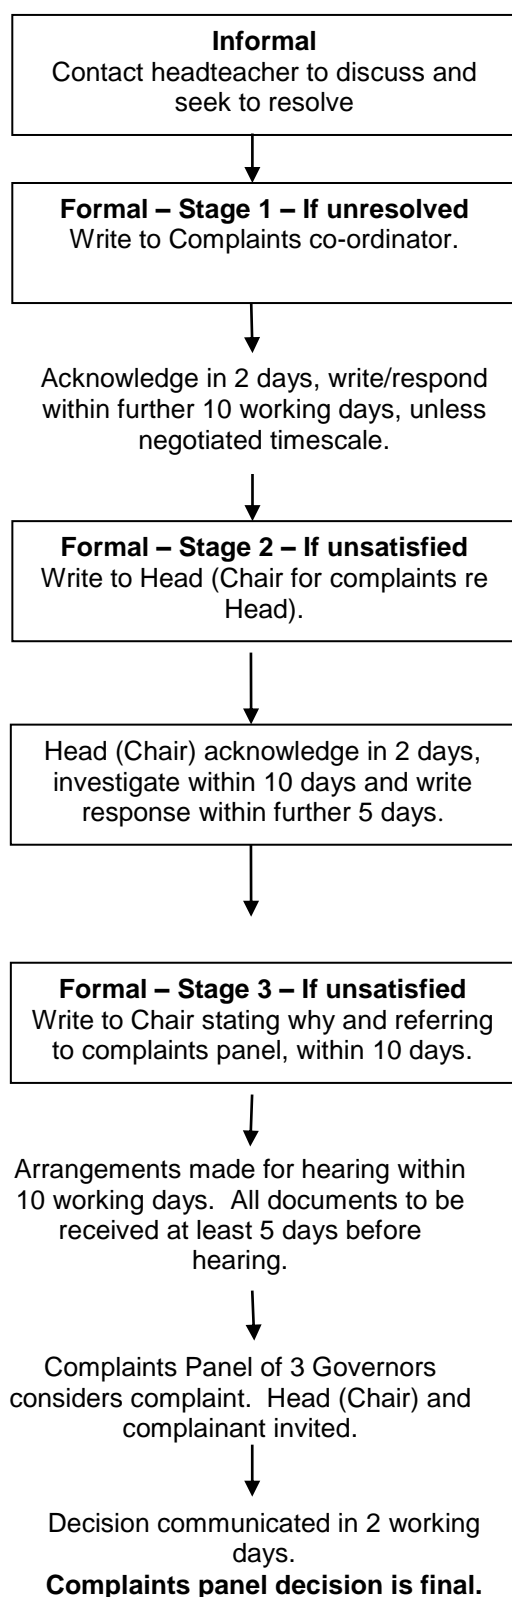 Informal
Contact headteacher to discuss and
seek to resolve
Formal – Stage 1 – If unresolved
Write to Complaints co-ordinator.
Acknowledge in 2 days, write/respond
within further 10 working days, unless
negotiated timescale.
Formal – Stage 2 – If unsatisfied
Write to Head (Chair for complaints re
Head).
Head (Chair) acknowledge in 2 days,
investigate within 10 days and write
response within further 5 days.
Formal – Stage 3 – If unsatisfied
Write to Chair stating why and referring
to complaints panel, within 10 days.
Arrangements made for hearing within
10 working days.  All documents to be
received at least 5 days before
hearing.
Complaints Panel of 3 Governors
considers complaint.  Head (Chair) and
complainant invited.
Decision communicated in 2 working
days.
Complaints panel decision is final.